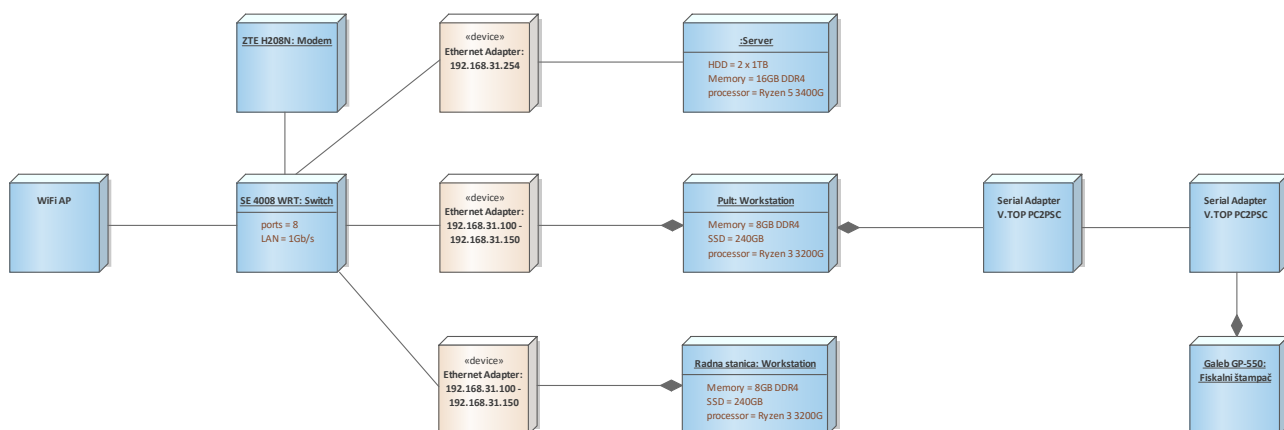 ZTE H208N: Modem
«device»
Ethernet Adapter:
192.168.31.254
:Server
HDD = 2 x 1TB
Memory = 16GB DDR4
processor = Ryzen 5 3400G
WiFi AP
SE 4008 WRT: Switch
ports = 8
LAN = 1Gb/s
«device»
Ethernet Adapter:
192.168.31.100 -
192.168.31.150
Pult: Workstation
Memory = 8GB DDR4
SSD = 240GB
processor = Ryzen 3 3200G
Serial Adapter
V.TOP PC2PSC
Serial Adapter
V.TOP PC2PSC
«device»
Ethernet Adapter:
192.168.31.100 -
192.168.31.150
Radna stanica: Workstation
Memory = 8GB DDR4
SSD = 240GB
processor = Ryzen 3 3200G
Galeb GP-550:
Fiskalni štampač